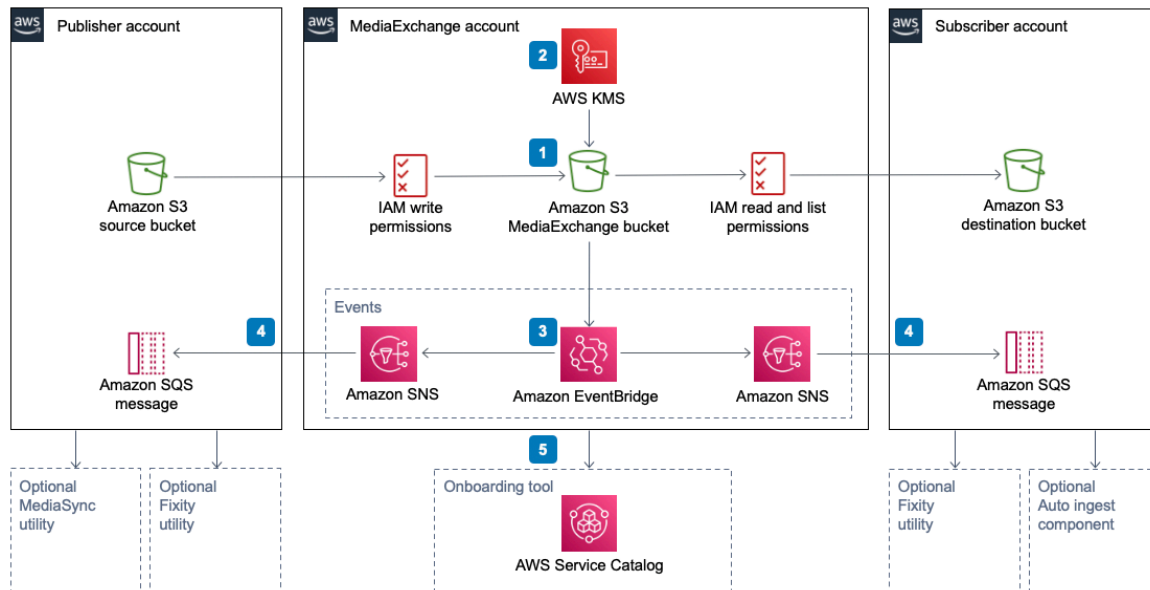 aws
Publisher account
aws
MediaExchange account
aws
Subscriber account
2
AWS KMS
1
Amazon S3
source bucket
IAM write
permissions
Amazon S3
MediaExchange bucket
IAM read and list
permissions
Amazon S3
destination bucket
Events
4
3
4
Amazon SQS
message
Amazon SNS
Amazon EventBridge
Amazon SNS
Amazon SQS
message
5
Optional
MediaSync
utility
Optional
Fixity
utility
Onboarding tool
AWS Service Catalog
Optional
Fixity
utility
Optional
Auto ingest
component